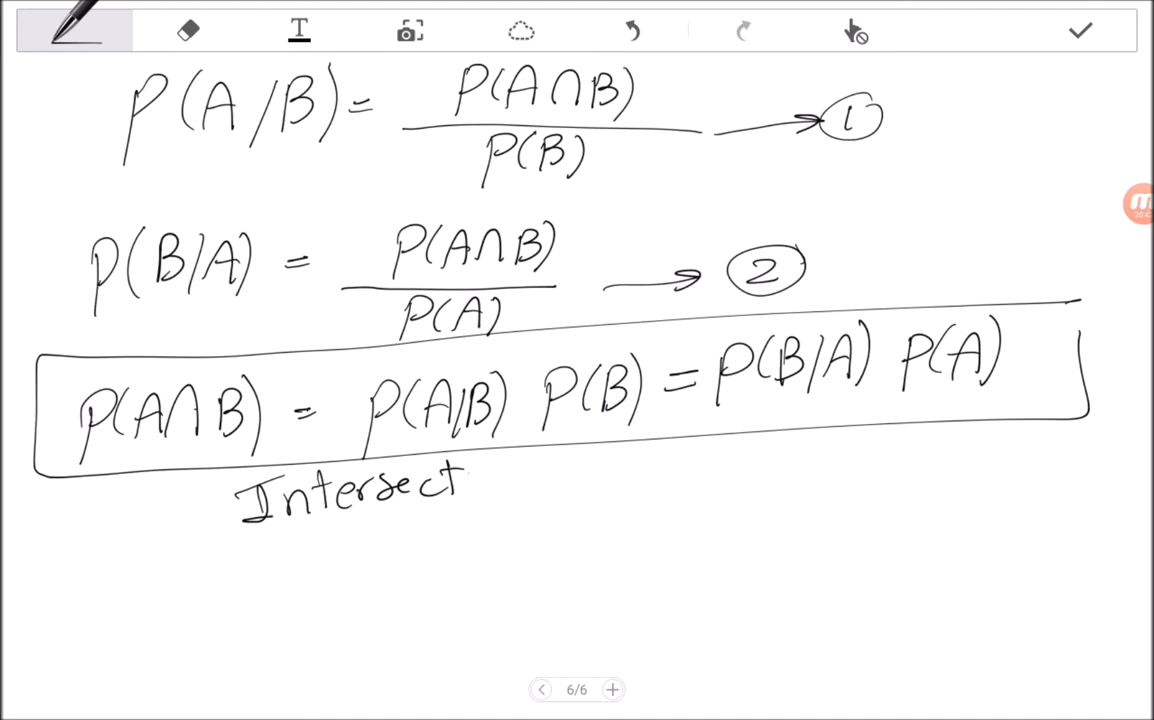 T
P(A/B) = P(A∩B) / P(B) → 1
P(B/A) = P(A∩B) / P(A) → 2
P(A∩B) = P(A/B) P(B) = P(B/A) P(A)
Intersect
6/6